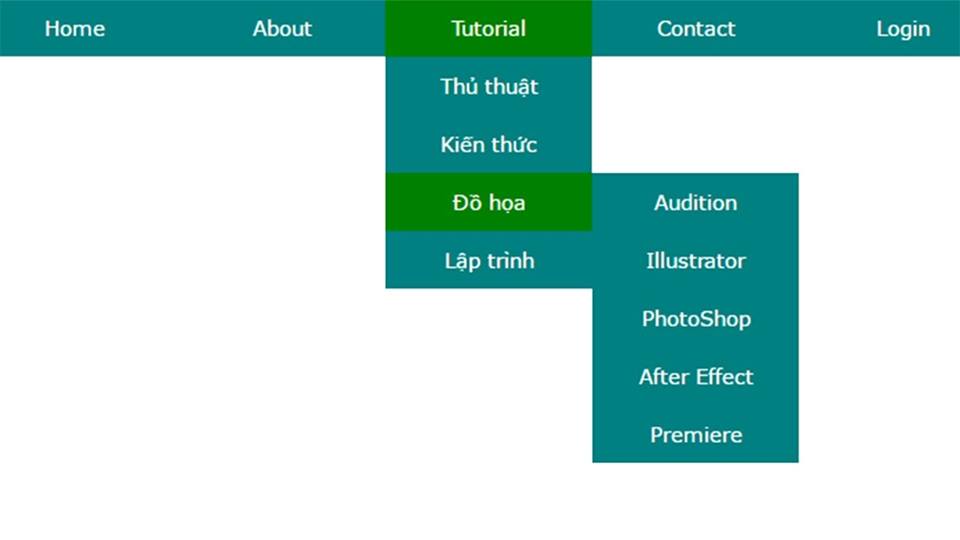 Home About Tutorial Contact Login
Thủ thuật
Kiến thức
Đồ họa Audition
Lập trình Illustrator
PhotoShop
After Effect
Premiere